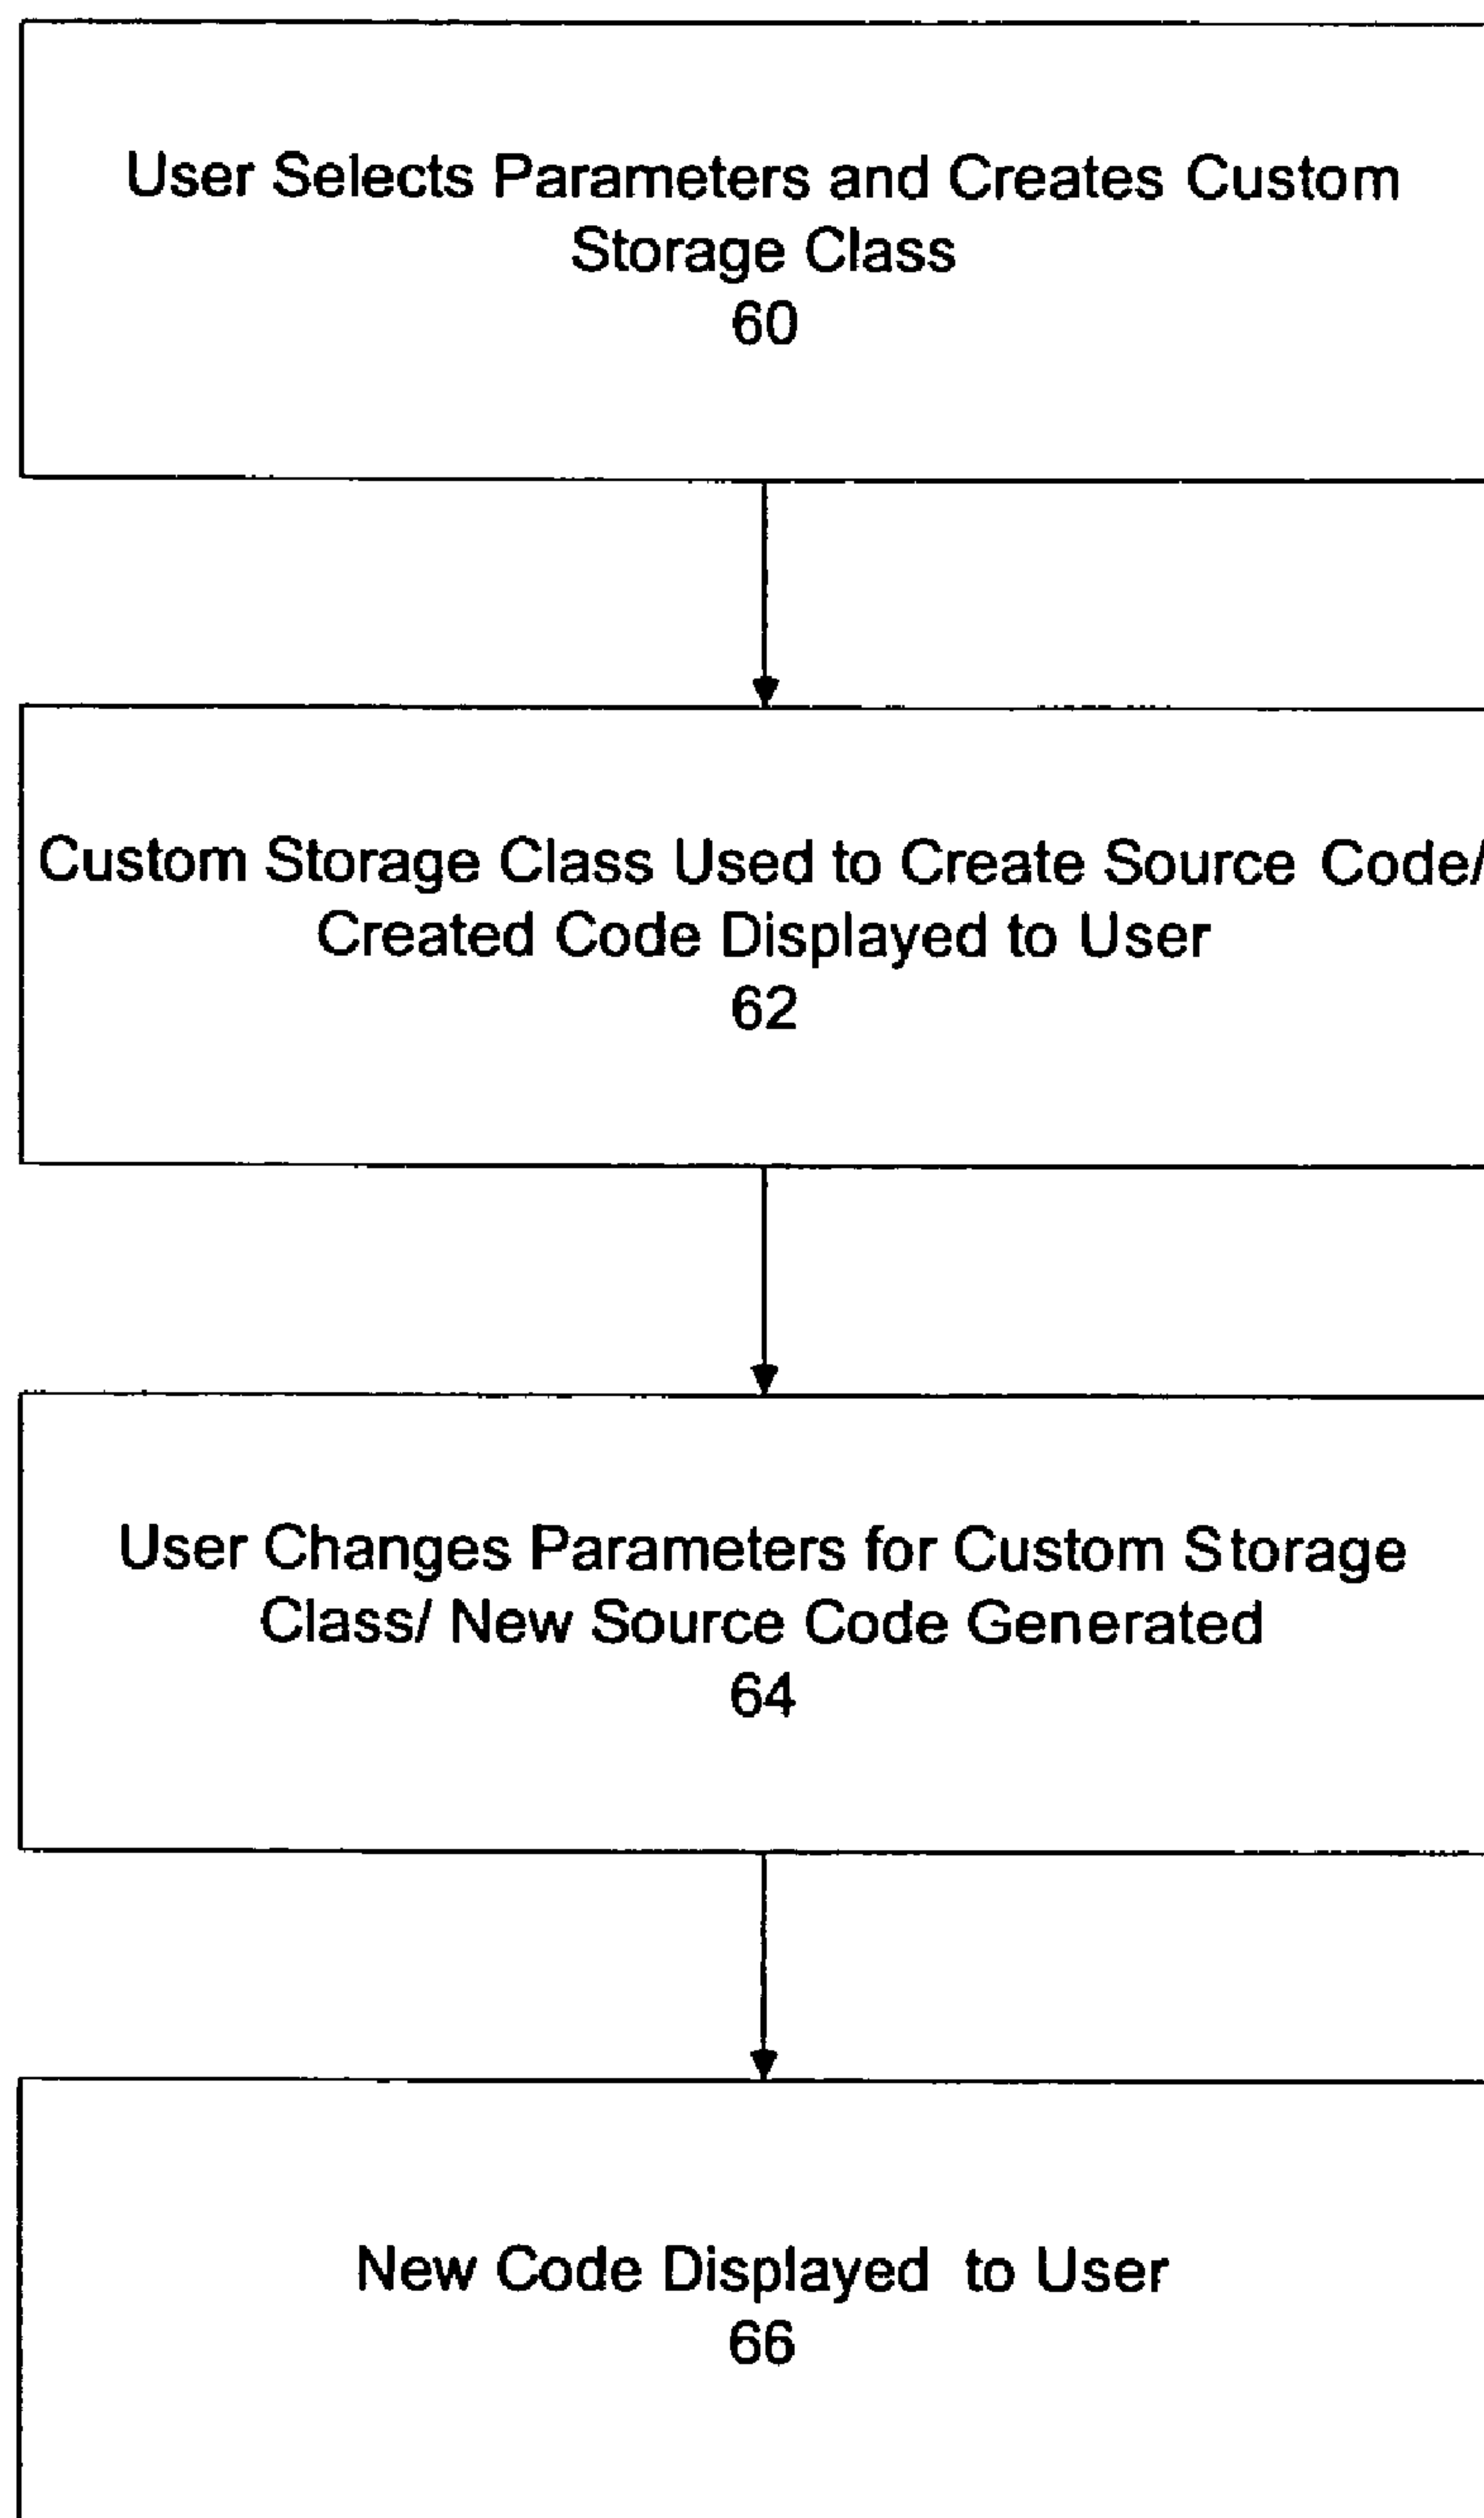 User Selects Parameters and Creates Custom
Storage Class
60
Custom Storage Class Used to Create Source Code/
Created Code Displayed to User
62
User Changes Parameters for Custom Storage
Class/ New Source Code Generated
64
New Code Displayed to User
66